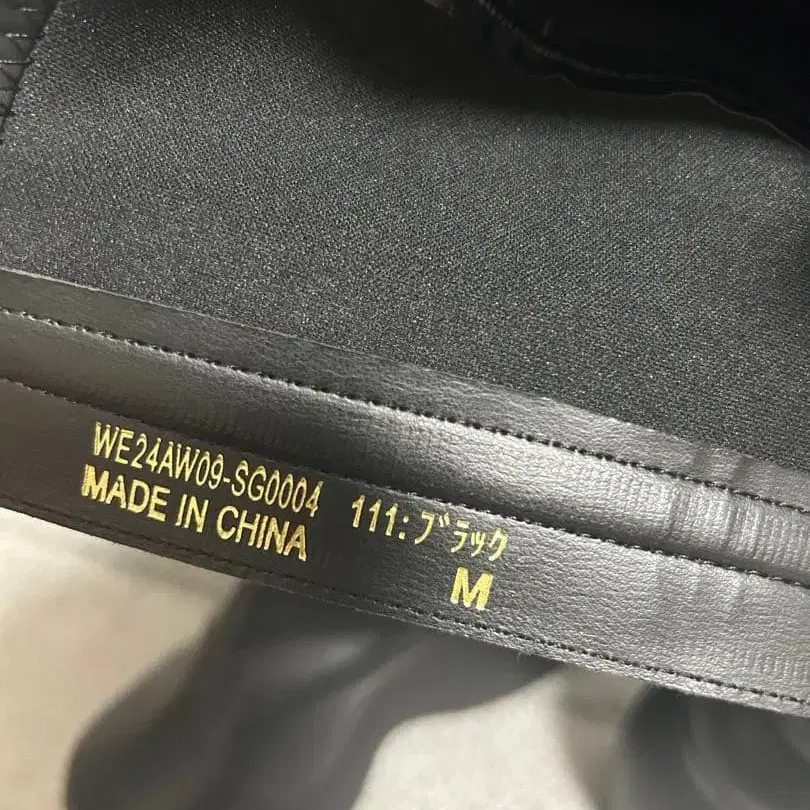 WE24AW09-SG0004 111:ブラック
MADE IN CHINA M